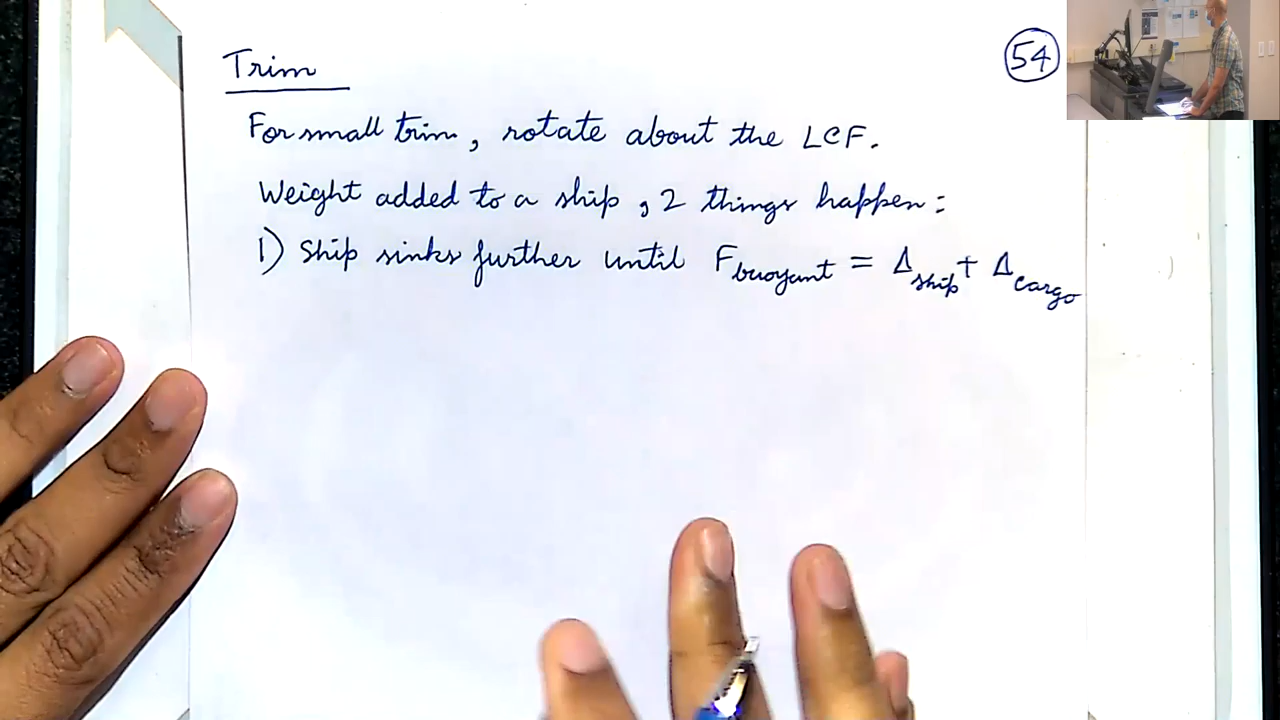 Trim
54
For small trim, rotate about the LCF.
Weight added to a ship, 2 things happen:
1) Ship sinks further until F_buoyant = Δ_ship + Δ_cargo